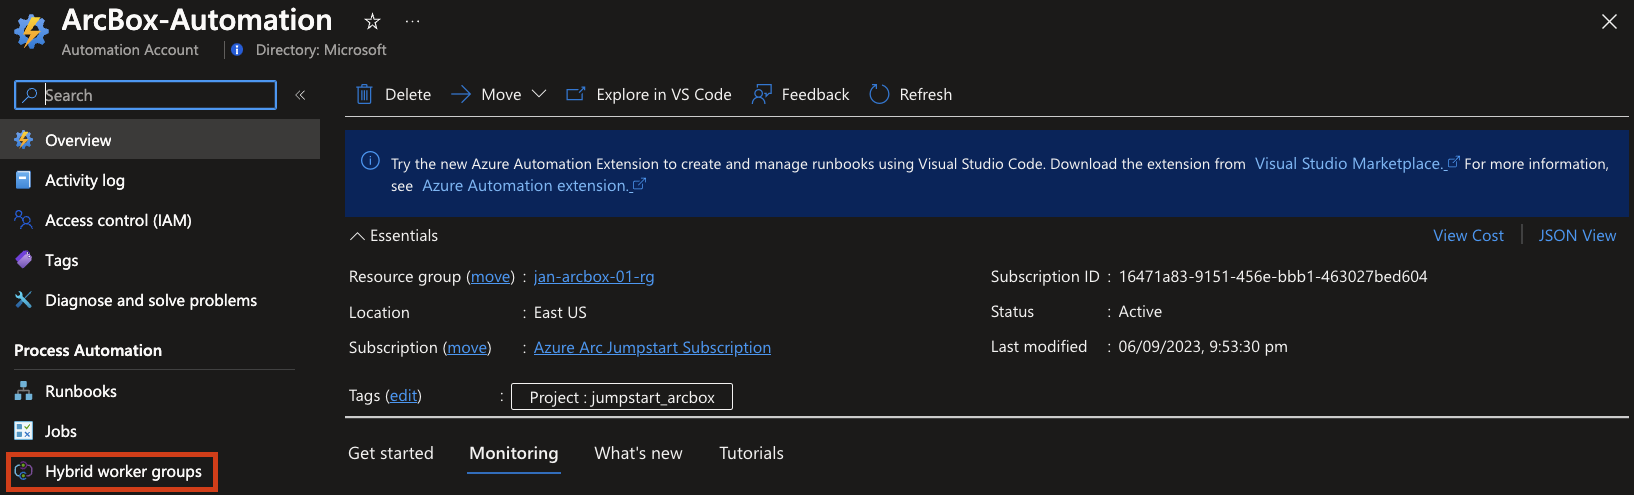 ArcBox-Automation
Automation Account
Directory: Microsoft
Search
Overview
Activity log
Access control (IAM)
Tags
Diagnose and solve problems
Process Automation
Runbooks
Jobs
Hybrid worker groups
Delete Move Explore in VS Code Feedback Refresh
Try the new Azure Automation Extension to create and manage runbooks using Visual Studio Code. Download the extension from Visual Studio Marketplace. For more information,
see Azure Automation extension.
Essentials
View Cost JSON View
Resource group (move) : jan-arcbox-01-rg
Location : East US
Subscription (move) : Azure Arc Jumpstart Subscription
Subscription ID : 16471a83-9151-456e-bbb1-463027bed604
Status : Active
Last modified : 06/09/2023, 9:53:30 pm
Tags (edit) : Project : jumpstart_arcbox
Get started Monitoring What's new Tutorials